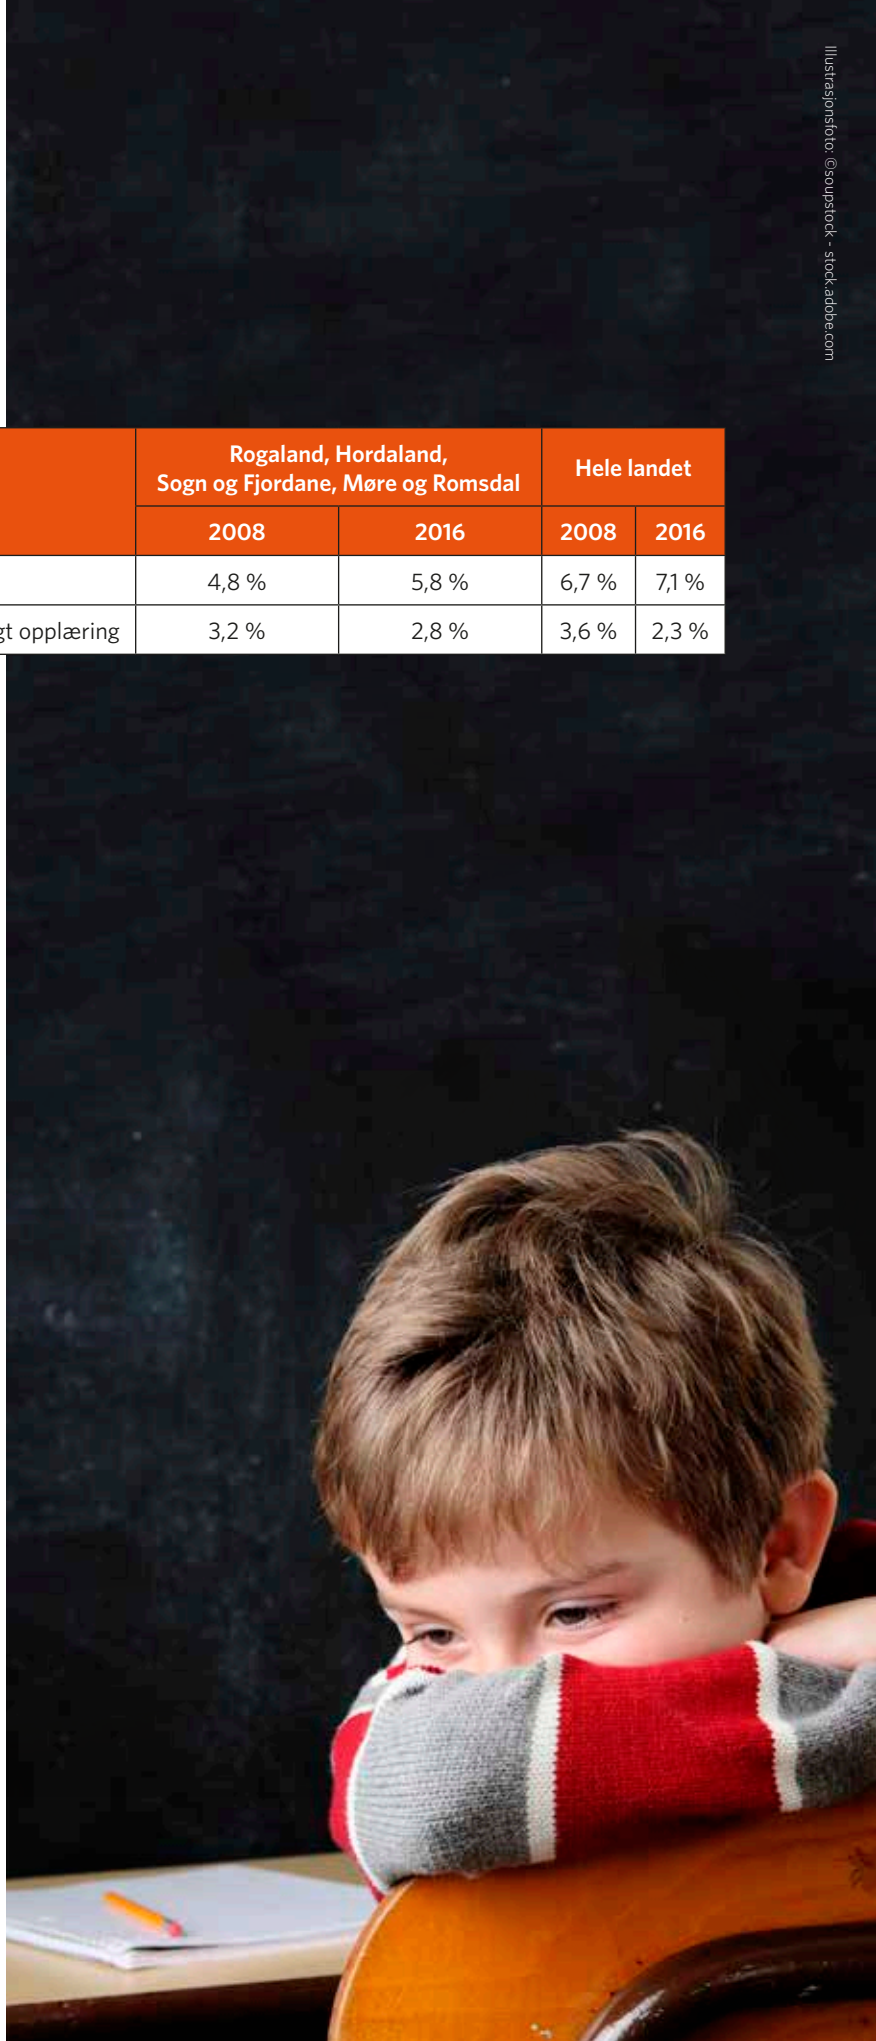 Illustrasjonsfoto: ©soupstock - stock.adobe.com
Rogaland, Hordaland,
Sogn og Fjordane, Møre og Romsdal
Hele landet
2008 2016 2008 2016
4,8 % 5,8 % 6,7 % 7,1 %
opplæring 3,2 % 2,8 % 3,6 % 2,3 %